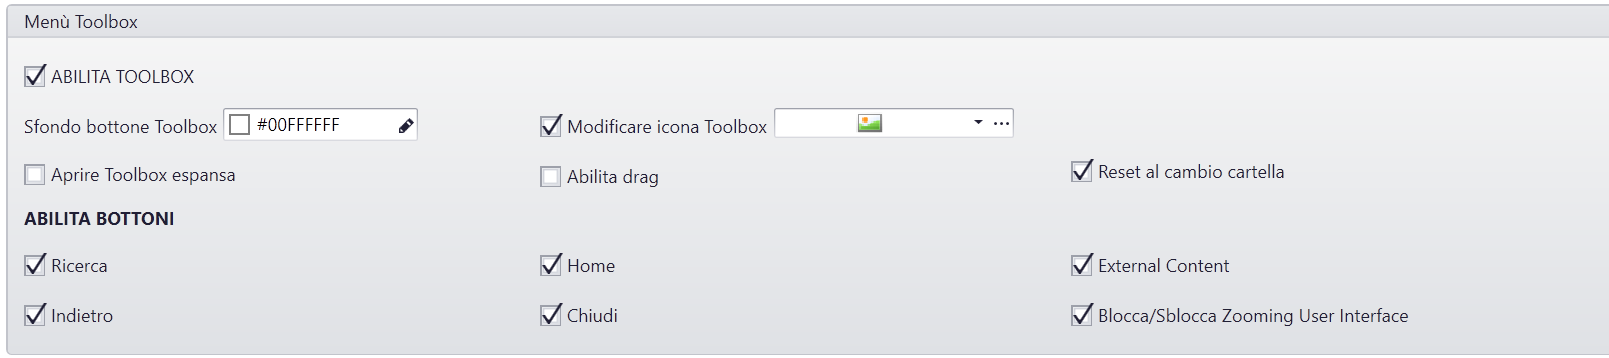 Menù Toolbox
ABILITA TOOLBOX
Sfondo bottone Toolbox #00FFFFFF Modificare icona Toolbox
Aprire Toolbox espansa Abilita drag Reset al cambio cartella
ABILITA BOTTONI
Ricerca Home External Content
Indietro Chiudi Blocca/Sblocca Zooming User Interface